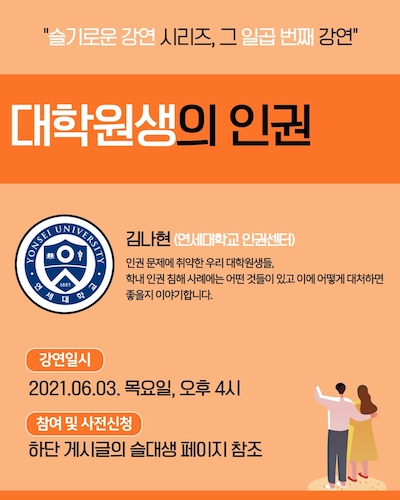 "슬기로운 강연 시리즈, 그 일곱 번째 강연"
대학원생의 인권
YONSEI UNIVERSITY
1885
연세대학교
김나현 (연세대학교 인권센터)
인권 문제에 취약한 우리 대학원생들,
학내 인권 침해 사례에는 어떤 것들이 있고 이에 어떻게 대처하면
좋을지 이야기합니다.
강연일시
2021.06.03. 목요일, 오후 4시
참여 및 사전신청
하단 게시글의 슬대생 페이지 참조